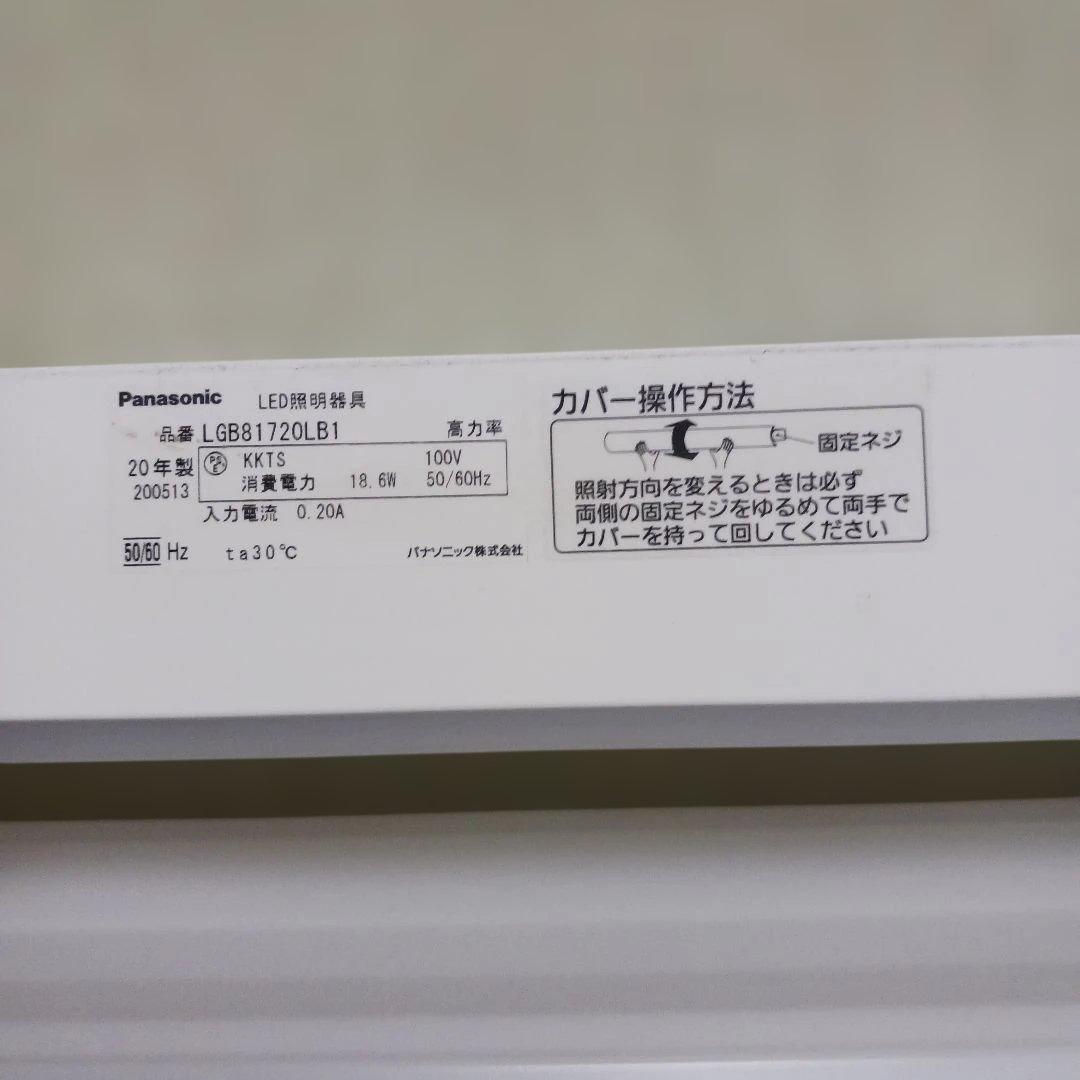 Panasonic LED照明器具
品番 LGB81720LB1 高力率
20年製 PS E KKTS 100V
200513 消費電力 18.6W 50/60Hz
入力電流 0.20A
50/60 Hz ta30℃ パナソニック株式会社
カバー操作方法
固定ネジ
照射方向を変えるときは必ず
両側の固定ネジをゆるめて両手で
カバーを持って回してください